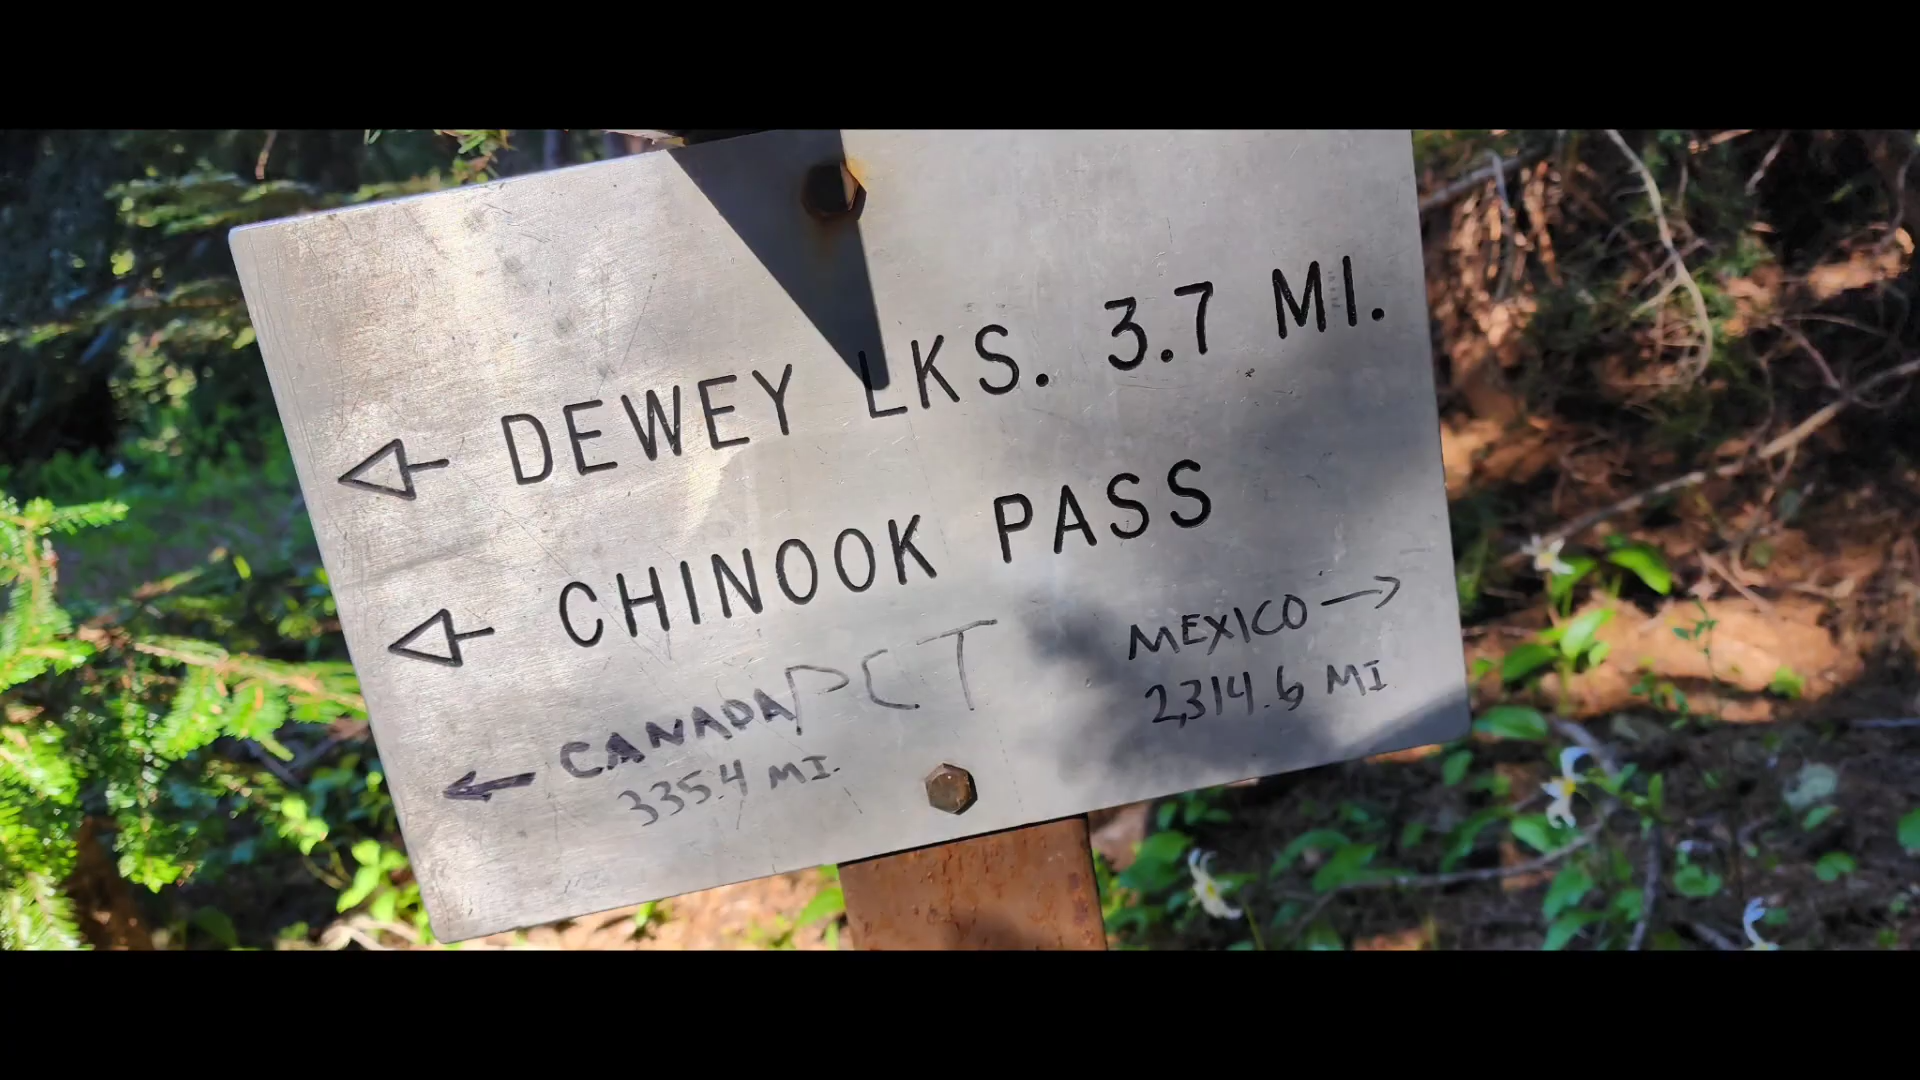 DEWEY LKS. 3.7 MI.
CHINOOK PASS
PCT
MEXICO →
2,314.6 MI
← CANADA
335.4 MI.